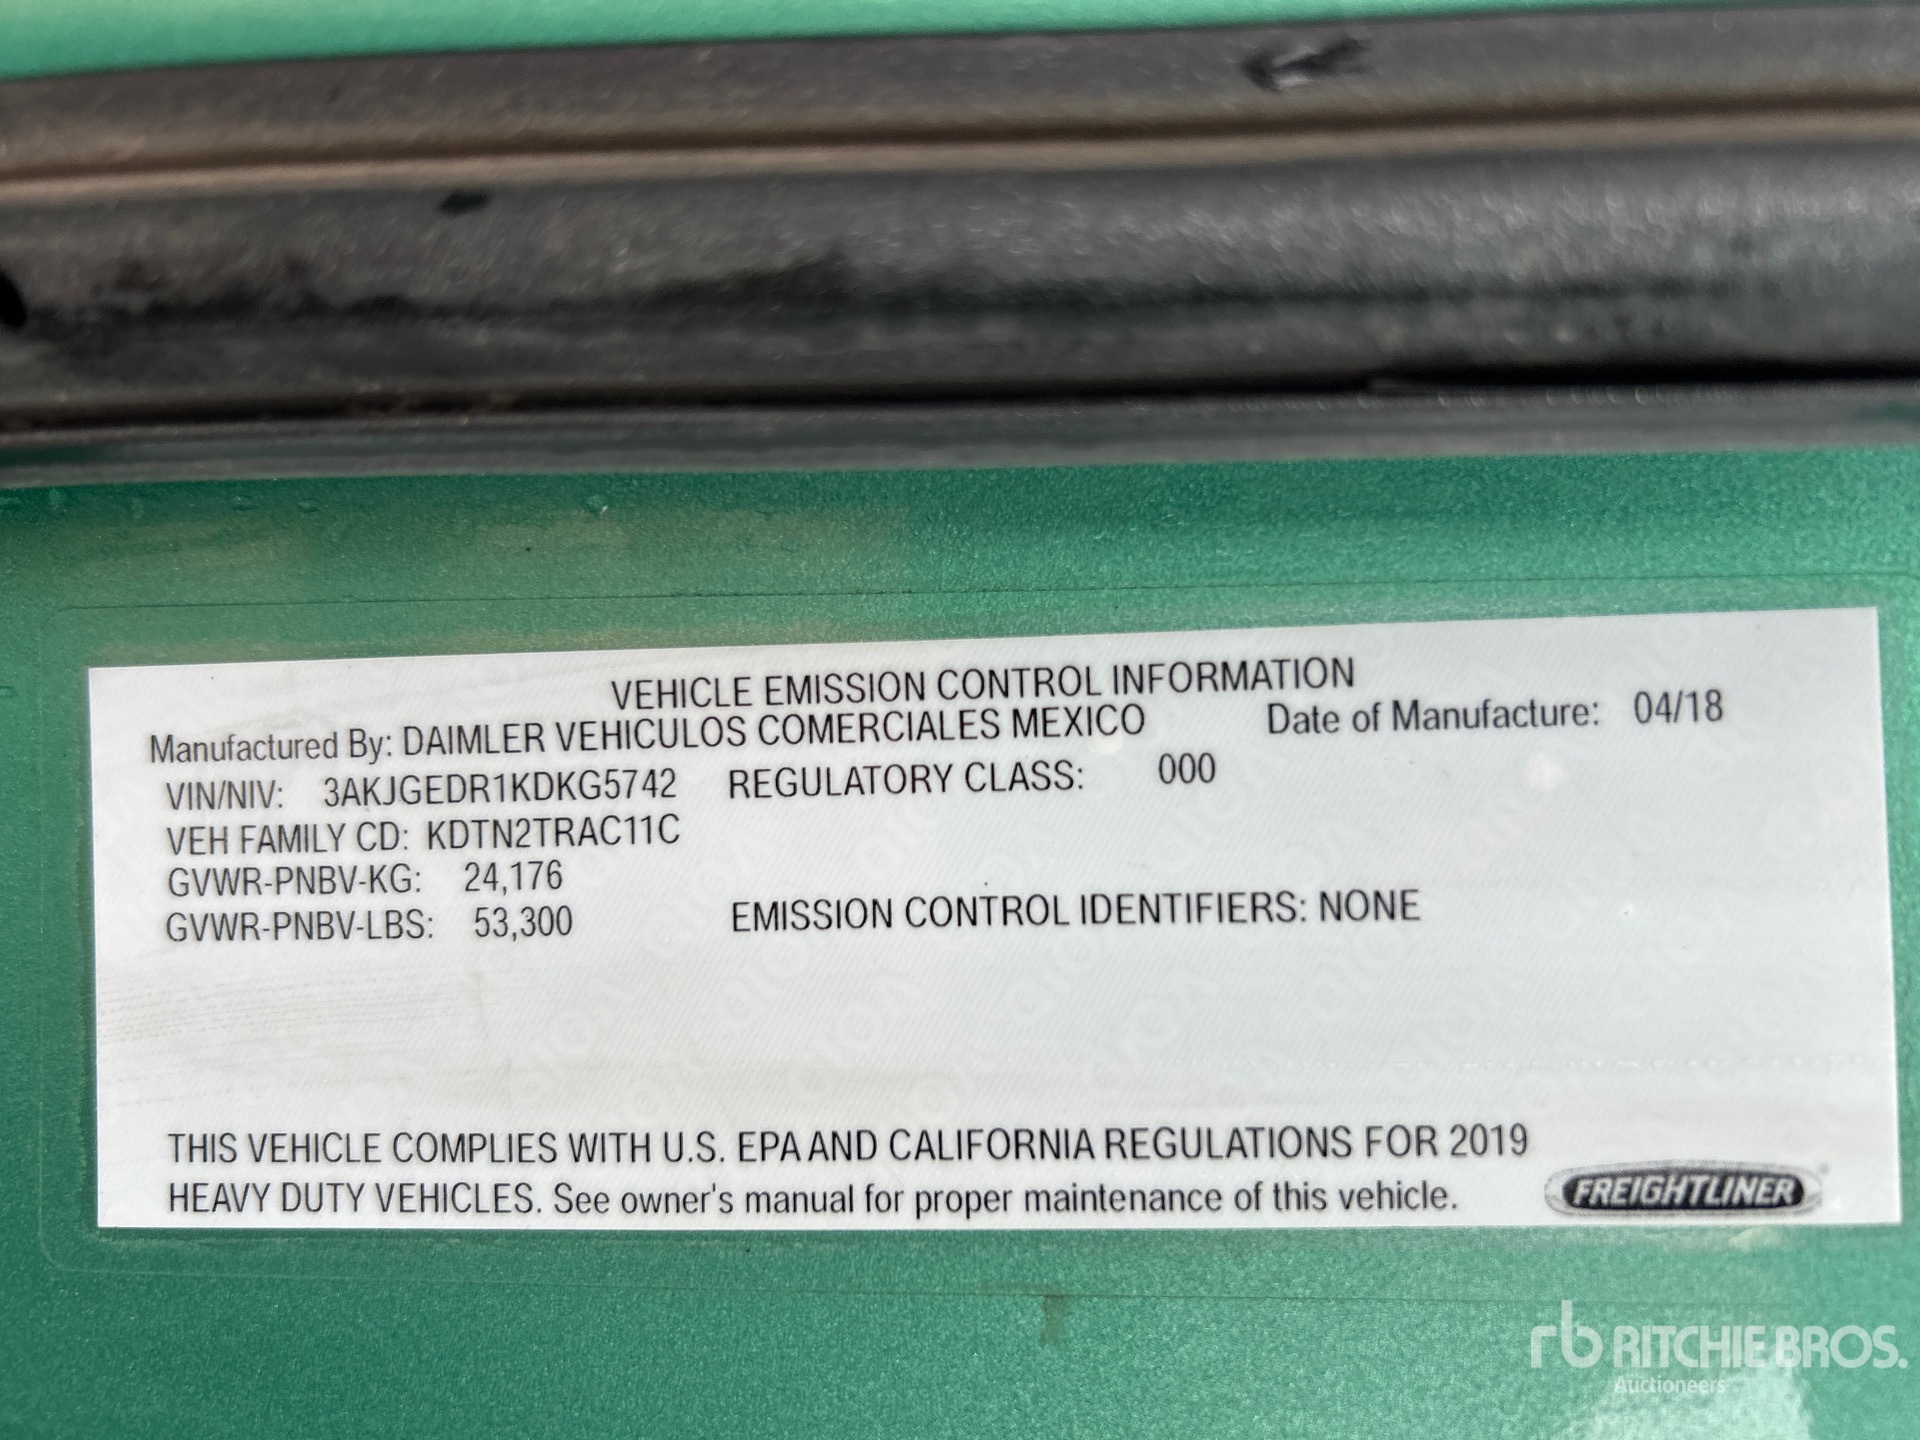 VEHICLE EMISSION CONTROL INFORMATION
Manufactured By: DAIMLER VEHICULOS COMERCIALES MEXICO Date of Manufacture: 04/18
VIN/NIV: 3AKJGEDR1KDKG5742 REGULATORY CLASS: 000
VEH FAMILY CD: KDTN2TRAC11C
GVWR-PNBV-KG: 24,176
GVWR-PNBV-LBS: 53,300 EMISSION CONTROL IDENTIFIERS: NONE
THIS VEHICLE COMPLIES WITH U.S. EPA AND CALIFORNIA REGULATIONS FOR 2019
HEAVY DUTY VEHICLES. See owner's manual for proper maintenance of this vehicle.
FREIGHTLINER
rb RITCHIE BROS.
Auctioneers